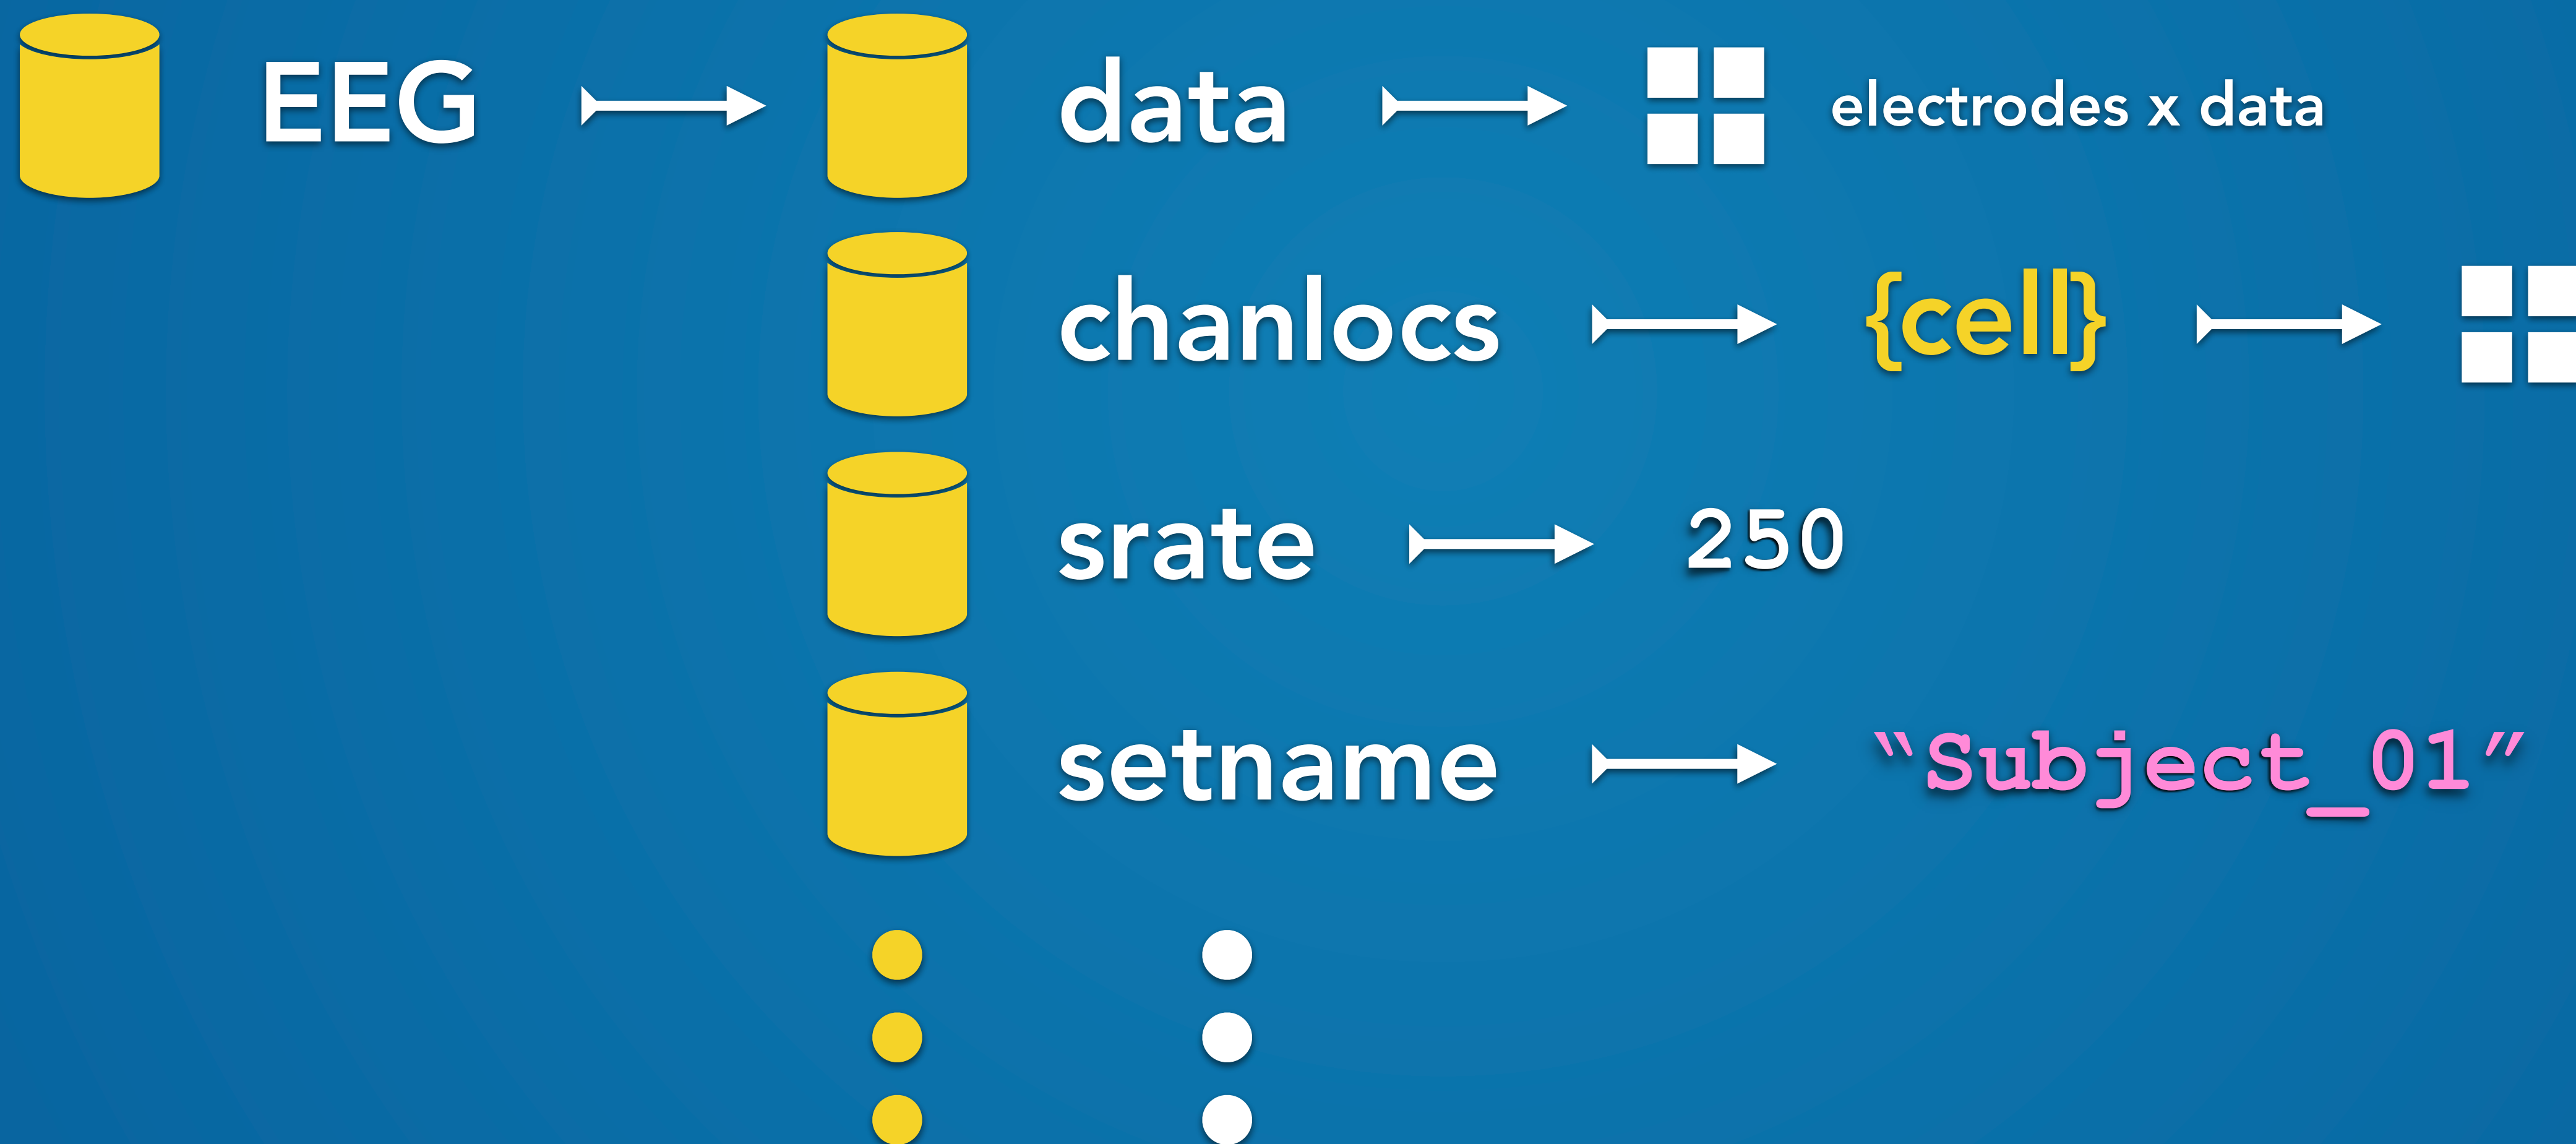 EEG data electrodes x data
chanlocs {cell}
srate 250
setname “Subject_01”